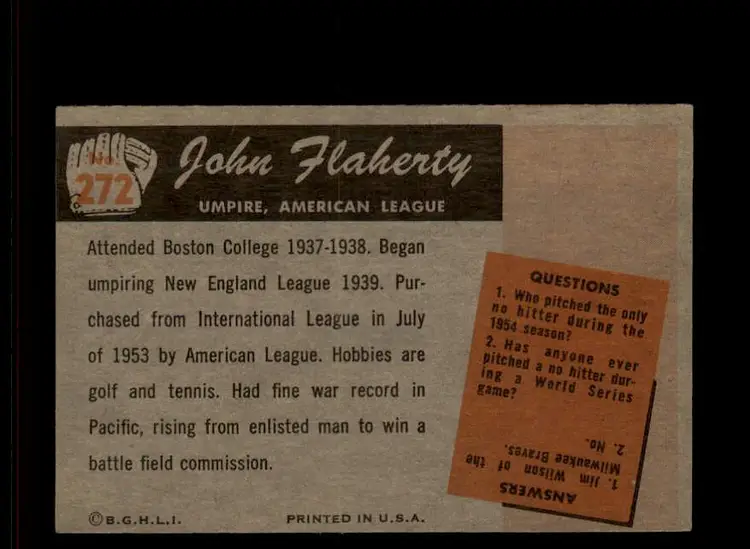 No.
272
John Flaherty
UMPIRE, AMERICAN LEAGUE
Attended Boston College 1937-1938. Began
umpiring New England League 1939. Pur-
chased from International League in July
of 1953 by American League. Hobbies are
golf and tennis. Had fine war record in
Pacific, rising from enlisted man to win a
battle field commission.
©B.G.H.L.I.
PRINTED IN U.S.A.
QUESTIONS
1. Who pitched the only
no hitter during the
1954 season?
2. Has anyone ever
pitched a no hitter dur-
ing a World Series
game?
ANSWERS
1. Jim Wilson of the
Milwaukee Braves.
2. No.